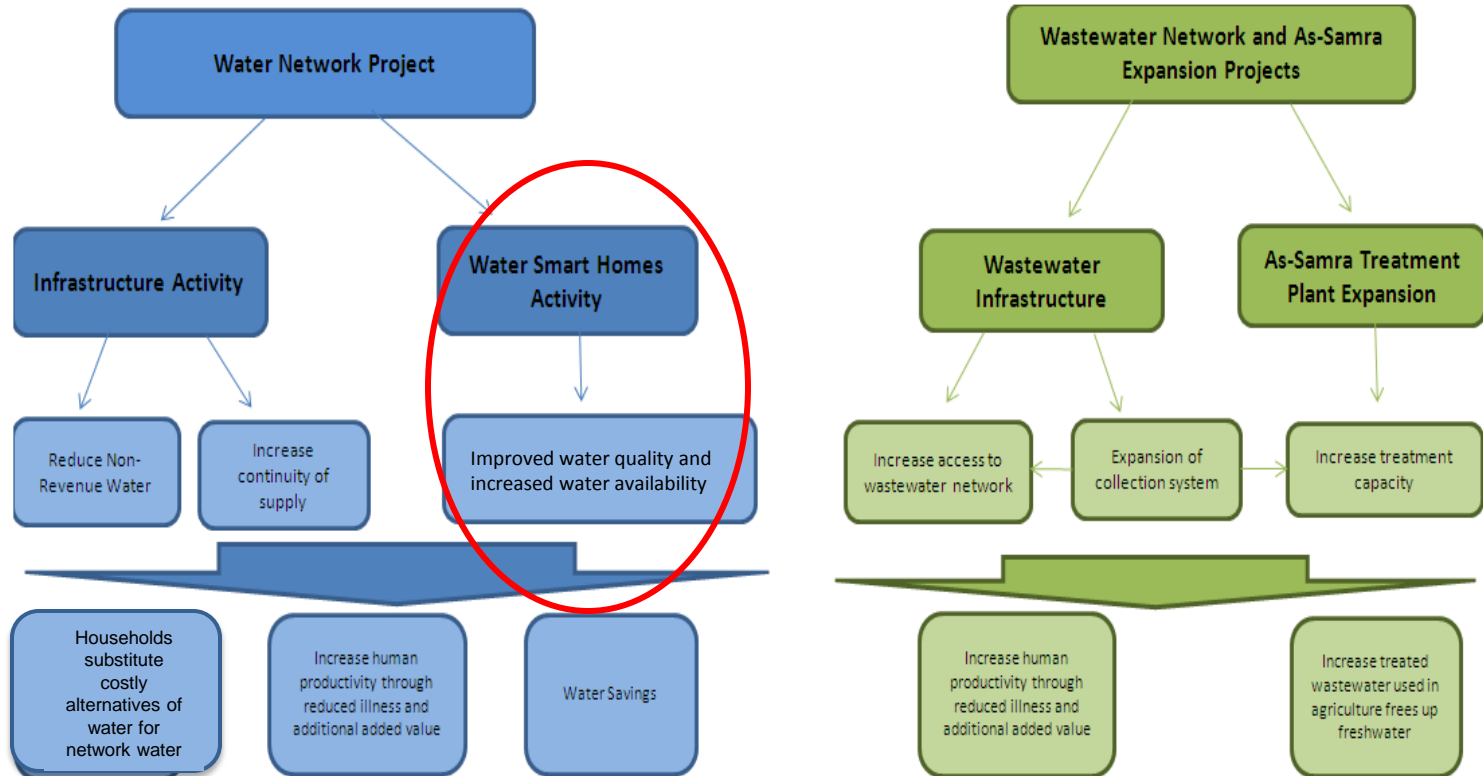 Water Network Project
Infrastructure Activity
Water Smart Homes
Activity
Reduce Non-
Revenue Water
Increase
continuity of
supply
Improved water quality and
increased water availability
Households
substitute
costly
alternatives of
water for
network water
Increase human
productivity through
reduced illness and
additional added value
Water Savings
Wastewater Network and As-Samra
Expansion Projects
Wastewater
Infrastructure
As-Samra Treatment
Plant Expansion
Increase access to
wastewater network
Expansion of
collection system
Increase treatment
capacity
Increase human
productivity through
reduced illness and
additional added value
Increase treated
wastewater used in
agriculture frees up
freshwater